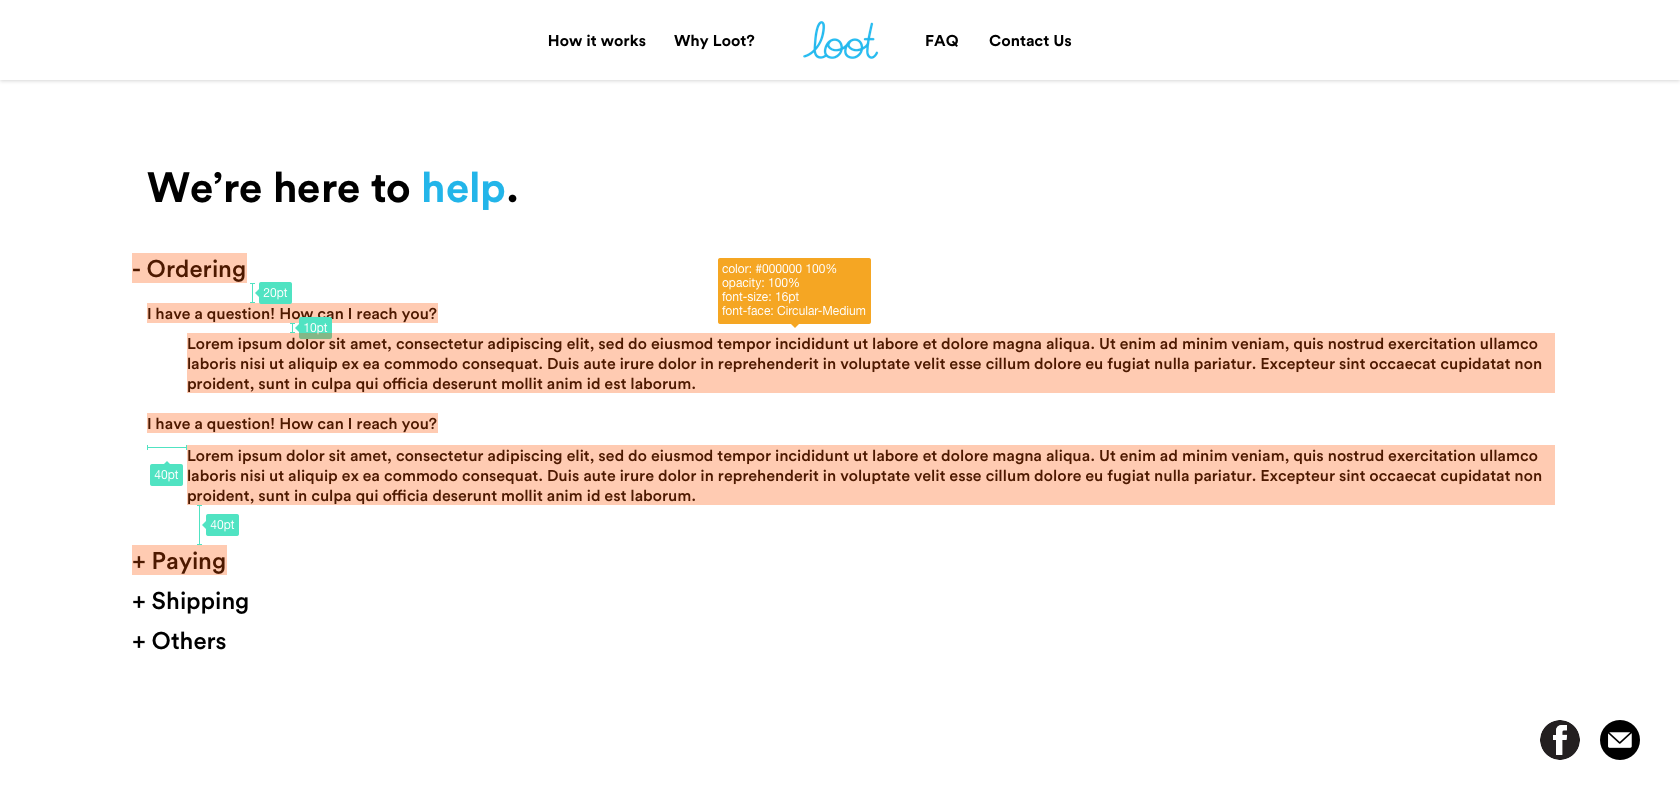 How it works Why Loot? loot FAQ Contact Us
We’re here to help.
- Ordering
20pt
color: #000000 100%
opacity: 100%
font-size: 16pt
font-face: Circular-Medium
I have a question! How can I reach you?
10pt
Lorem ipsum dolor sit amet, consectetur adipiscing elit, sed do eiusmod tempor incididunt ut labore et dolore magna aliqua. Ut enim ad minim veniam, quis nostrud exercitation ullamco
laboris nisi ut aliquip ex ea commodo consequat. Duis aute irure dolor in reprehenderit in voluptate velit esse cillum dolore eu fugiat nulla pariatur. Excepteur sint occaecat cupidatat non
proident, sunt in culpa qui officia deserunt mollit anim id est laborum.
I have a question! How can I reach you?
40pt
Lorem ipsum dolor sit amet, consectetur adipiscing elit, sed do eiusmod tempor incididunt ut labore et dolore magna aliqua. Ut enim ad minim veniam, quis nostrud exercitation ullamco
laboris nisi ut aliquip ex ea commodo consequat. Duis aute irure dolor in reprehenderit in voluptate velit esse cillum dolore eu fugiat nulla pariatur. Excepteur sint occaecat cupidatat non
proident, sunt in culpa qui officia deserunt mollit anim id est laborum.
40pt
+ Paying
+ Shipping
+ Others